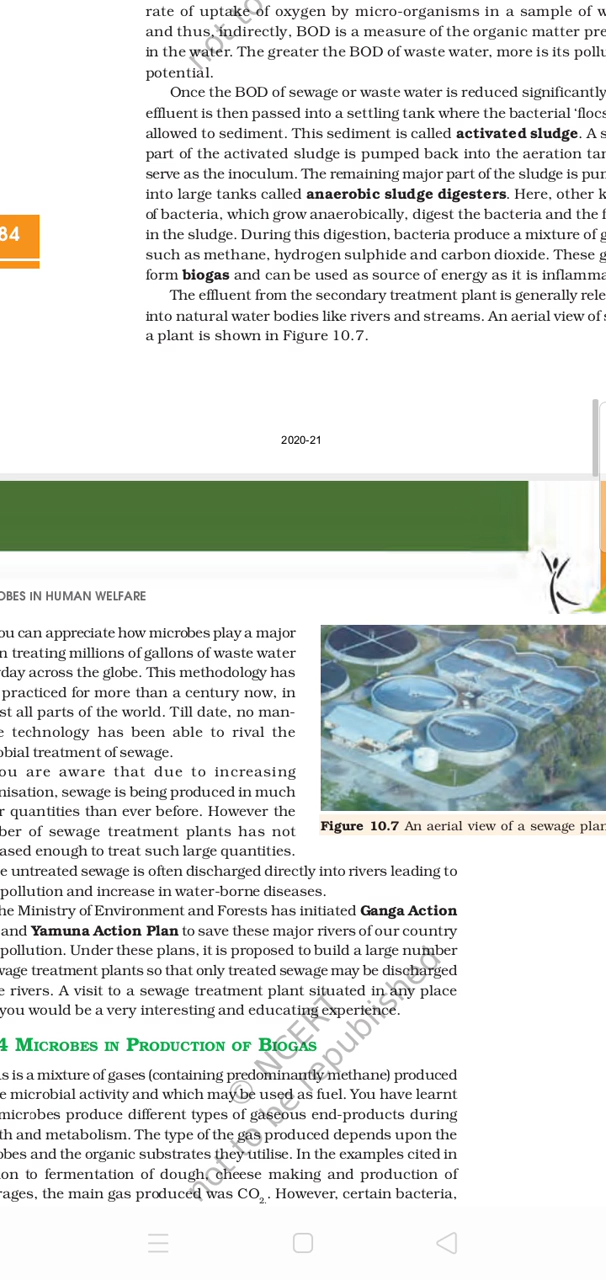 rate of uptake of oxygen by micro-organisms in a sample of w
and thus, indirectly, BOD is a measure of the organic matter pre
in the water. The greater the BOD of waste water, more is its pollu
potential.
Once the BOD of sewage or waste water is reduced significantly
effluent is then passed into a settling tank where the bacterial ‘flocs
allowed to sediment. This sediment is called activated sludge. A s
part of the activated sludge is pumped back into the aeration tan
serve as the inoculum. The remaining major part of the sludge is pum
into large tanks called anaerobic sludge digesters. Here, other k
of bacteria, which grow anaerobically, digest the bacteria and the f
in the sludge. During this digestion, bacteria produce a mixture of g
such as methane, hydrogen sulphide and carbon dioxide. These g
form biogas and can be used as source of energy as it is inflamma
The effluent from the secondary treatment plant is generally rele
into natural water bodies like rivers and streams. An aerial view of s
a plant is shown in Figure 10.7.
84
not to
2020-21
OBES IN HUMAN WELFARE
ou can appreciate how microbes play a major
n treating millions of gallons of waste water
yday across the globe. This methodology has
practiced for more than a century now, in
st all parts of the world. Till date, no man-
e technology has been able to rival the
obial treatment of sewage.
ou are aware that due to increasing
nisation, sewage is being produced in much
r quantities than ever before. However the
ber of sewage treatment plants has not
ased enough to treat such large quantities.
Figure 10.7 An aerial view of a sewage plan
e untreated sewage is often discharged directly into rivers leading to
pollution and increase in water-borne diseases.
he Ministry of Environment and Forests has initiated Ganga Action
and Yamuna Action Plan to save these major rivers of our country
pollution. Under these plans, it is proposed to build a large number
wage treatment plants so that only treated sewage may be discharged
e rivers. A visit to a sewage treatment plant situated in any place
you would be a very interesting and educating experience.
4 MICROBES IN PRODUCTION OF BIOGAS
as is a mixture of gases (containing predominantly methane) produced
e microbial activity and which may be used as fuel. You have learnt
microbes produce different types of gaseous end-products during
th and metabolism. The type of the gas produced depends upon the
obes and the organic substrates they utilise. In the examples cited in
ion to fermentation of dough, cheese making and production of
rages, the main gas produced was CO2. However, certain bacteria,
© NCERT
not to be republished